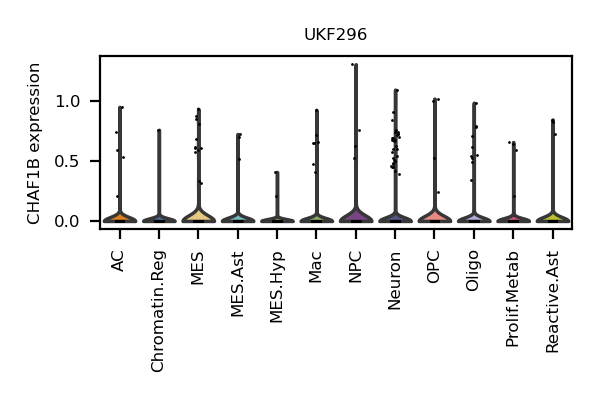 UKF296
CHAF1B expression
1.0
0.5
0.0
AC
Chromatin.Reg
MES
MES.Ast
MES.Hyp
Mac
NPC
Neuron
OPC
Oligo
Prolif.Metab
Reactive.Ast